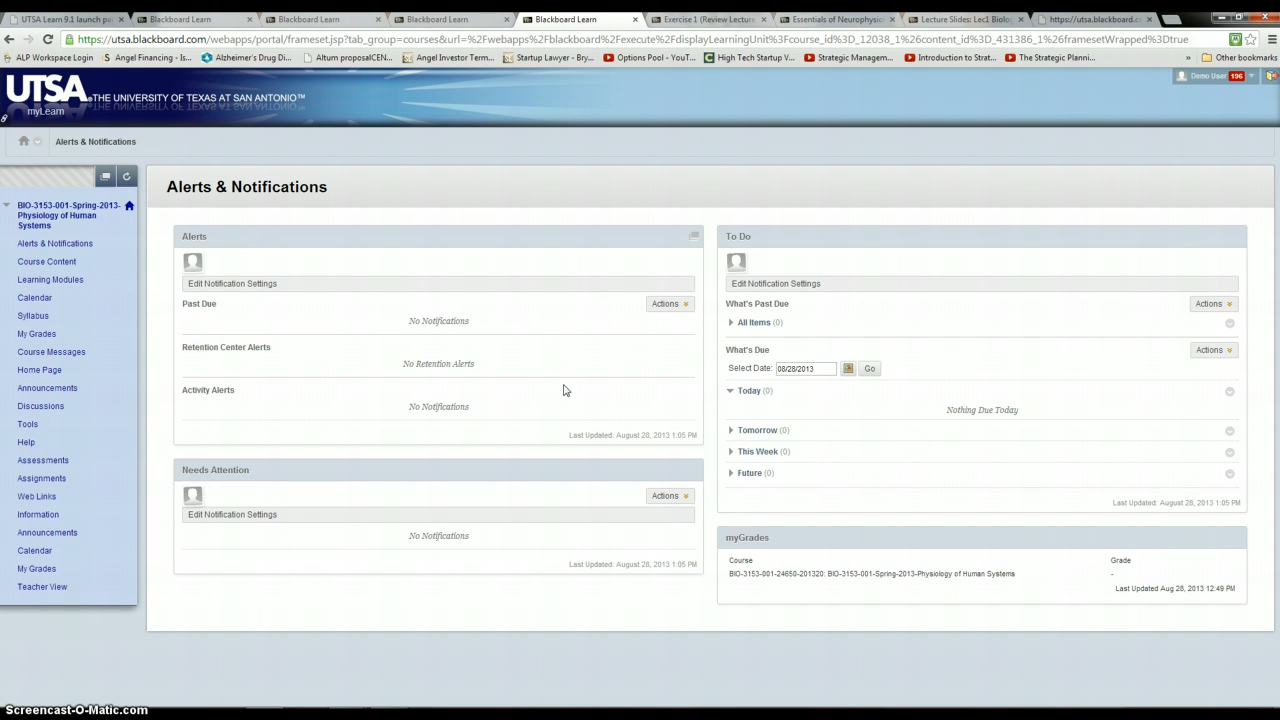 UTSA Learn 9.1 launch pa
Blackboard Learn
Blackboard Learn
Blackboard Learn
Blackboard Learn
Exercise 1 (Review Lecture
Essentials of Neurophysic
Lecture Slides: Lec1 Biolog
https://utsa.blackboard.c
https://utsa.blackboard.com/webapps/portal/frameset.jsp?tab_group=courses&url=%2Fwebapps%2Fblackboard%2Fexecute%2FdisplayLearningUnit%3Fcourse_id%3D_12038_1%26content_id%3D_431386_1%26framesetWrapped%3Dtrue
ALP Workspace Login
Angel Financing - Is...
Alzheimer's Drug Di...
Altum proposalCEN...
Angel Investor Term...
Startup Lawyer - Bry...
Options Pool - YouT...
High Tech Startup V...
Strategic Managem...
Introduction to Strat...
The Strategic Planni...
»
Other bookmarks
UTSA. THE UNIVERSITY OF TEXAS AT SAN ANTONIO™
myLearn
Demo User 196
Alerts & Notifications
BIO-3153-001-Spring-2013-
Physiology of Human
Systems
Alerts & Notifications
Course Content
Learning Modules
Calendar
Syllabus
My Grades
Course Messages
Home Page
Announcements
Discussions
Tools
Help
Assessments
Assignments
Web Links
Information
Announcements
Calendar
My Grades
Teacher View
Alerts & Notifications
Alerts
Edit Notification Settings
Past Due
Actions
No Notifications
Retention Center Alerts
No Retention Alerts
Activity Alerts
No Notifications
Last Updated: August 28, 2013 1:05 PM
Needs Attention
Actions
Edit Notification Settings
No Notifications
Last Updated: August 28, 2013 1:05 PM
To Do
Edit Notification Settings
What's Past Due
Actions
All Items (0)
What's Due
Actions
Select Date: 08/28/2013 Go
Today (0)
Nothing Due Today
Tomorrow (0)
This Week (0)
Future (0)
Last Updated: August 28, 2013 1:05 PM
myGrades
Course Grade
BIO-3153-001-24650-201320: BIO-3153-001-Spring-2013-Physiology of Human Systems -
Last Updated Aug 28, 2013 12:49 PM
Screencast-O-Matic.com